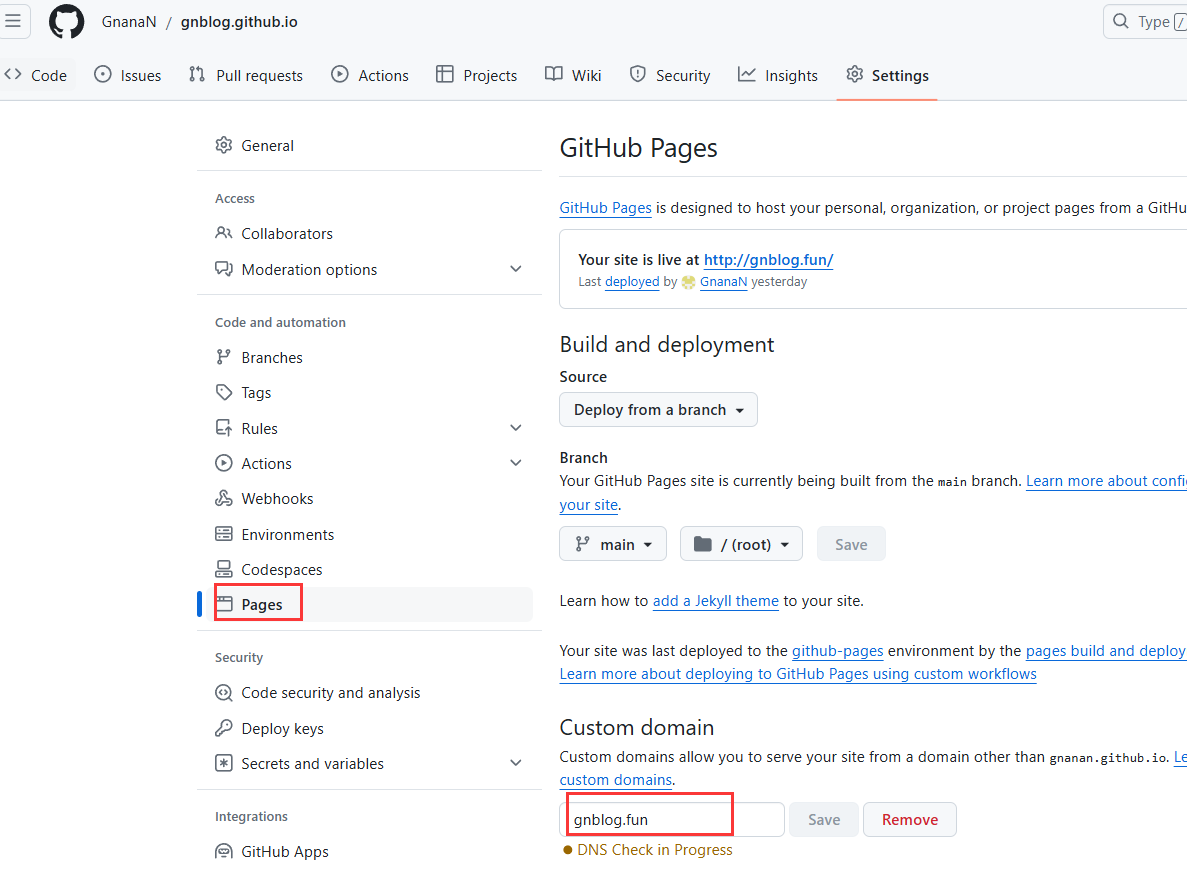 GnanaN / gnblog.github.io
Type /
Code
Issues
Pull requests
Actions
Projects
Wiki
Security
Insights
Settings
General
Access
Collaborators
Moderation options
Code and automation
Branches
Tags
Rules
Actions
Webhooks
Environments
Codespaces
Pages
Security
Code security and analysis
Deploy keys
Secrets and variables
Integrations
GitHub Apps
GitHub Pages
GitHub Pages is designed to host your personal, organization, or project pages from a GitHu
Your site is live at http://gnblog.fun/
Last deployed by GnanaN yesterday
Build and deployment
Source
Deploy from a branch
Branch
Your GitHub Pages site is currently being built from the main branch. Learn more about confi
your site.
main
/ (root)
Save
Learn how to add a Jekyll theme to your site.
Your site was last deployed to the github-pages environment by the pages build and deploy
Learn more about deploying to GitHub Pages using custom workflows
Custom domain
Custom domains allow you to serve your site from a domain other than gnanan.github.io. Le
custom domains.
gnblog.fun
Save
Remove
DNS Check in Progress